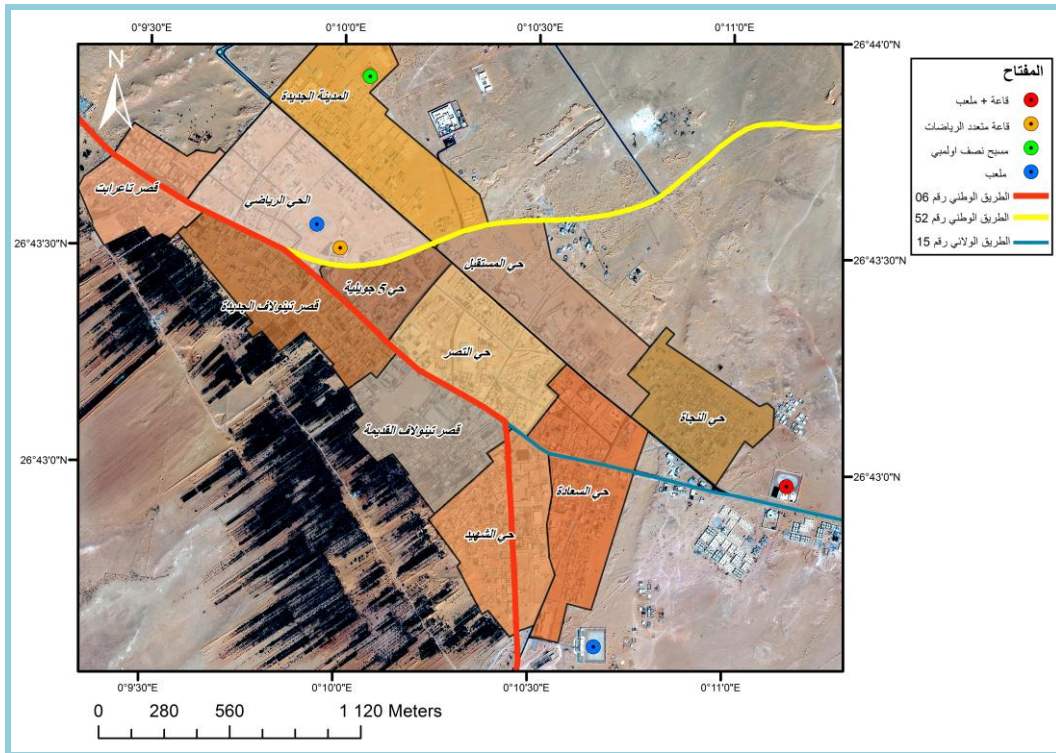 0°9'30"E 0°10'0"E 0°10'30"E 0°11'0"E
26°44'0"N
المفتاح
قاعة + ملعب
قاعة متعدد الرياضات
مسبح نصف اولمبي
ملعب
الطريق الوطني رقم 06
الطريق الوطني رقم 52
الطريق الولائي رقم 15
N
المدينة الجديدة
قصر تاعرابت
الحي الرياضي
26°43'30"N
26°43'30"N
حي المستقبل
حي 5 جويلية
قصر تينولاف الجديدة
حي النصر
حي النجاة
قصر تينولاف القديمة
26°43'0"N
26°43'0"N
حي السعادة
حي الشهيد
0°9'30"E 0°10'0"E 0°10'30"E 0°11'0"E
0 280 560 1 120 Meters